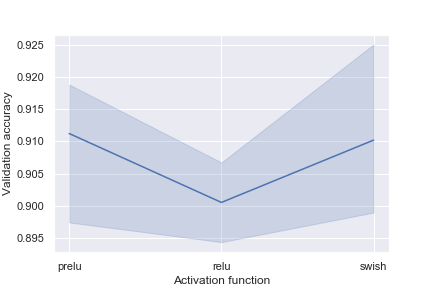 0.925
0.920
0.915
0.910
0.905
0.900
0.895
Validation accuracy
prelu
relu
swish
Activation function